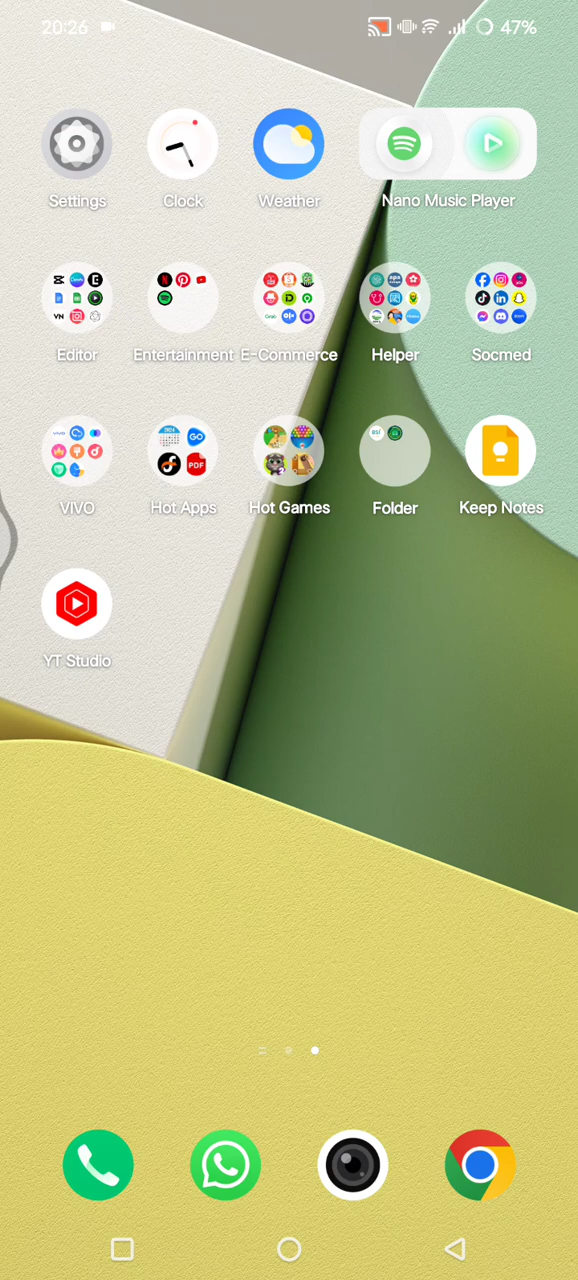 20:26 47%
Settings Clock Weather Nano Music Player
Editor Entertainment E-Commerce Helper Socmed
VIVO Hot Apps Hot Games Folder Keep Notes
YT Studio